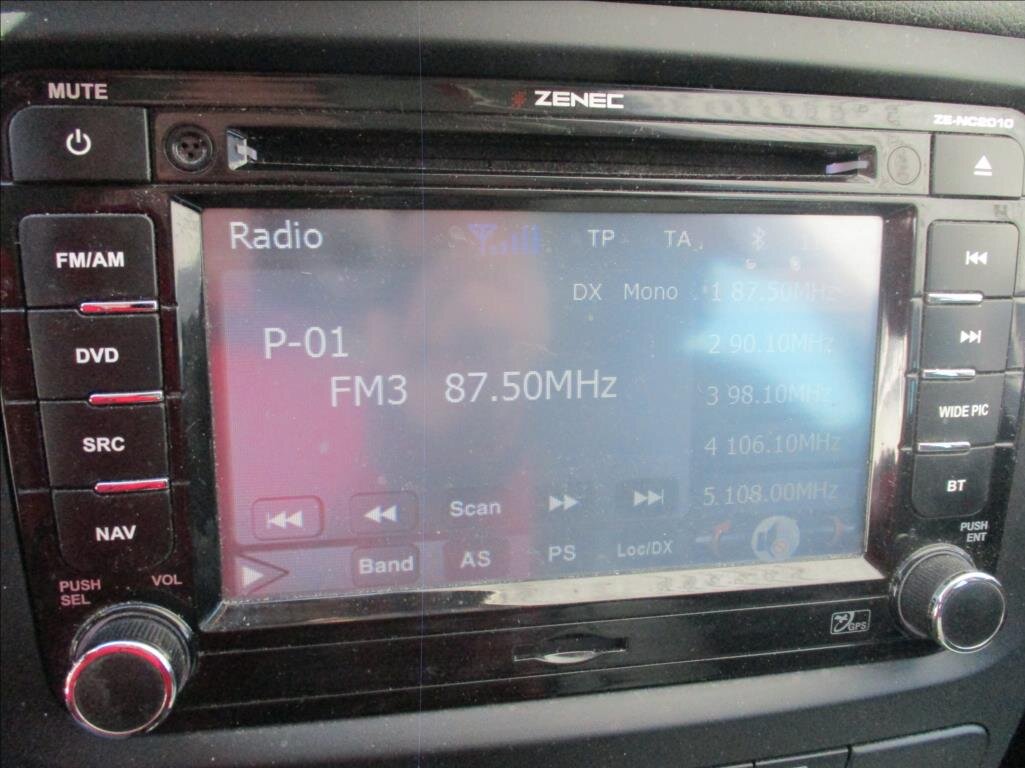 MUTE
ZENEC
ZE-NC2010
Radio
TP
TA
FM/AM
DX Mono
1 87.50MHz
P-01
2 90.10MHz
DVD
FM3 87.50MHz
3 98.10MHz
WIDE PIC
SRC
4 106.10MHz
BT
5 108.00MHz
Scan
NAV
Band
AS
PS
Loc/DX
PUSH
SEL
VOL
PUSH
ENT
GPS